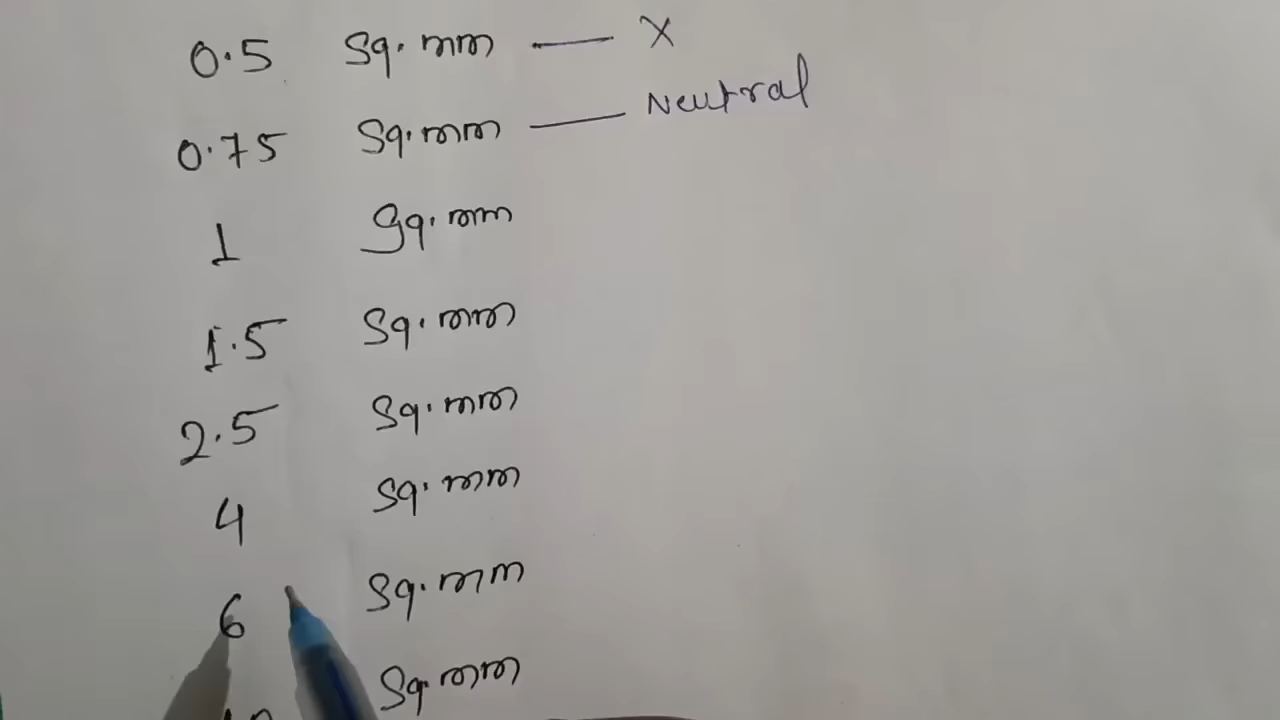 0.5 Sq.mm — X
0.75 Sq.mm — Neutral
1 Sq.mm
1.5 Sq.mm
2.5 Sq.mm
4 Sq.mm
6 Sq.mm
Sq.mm